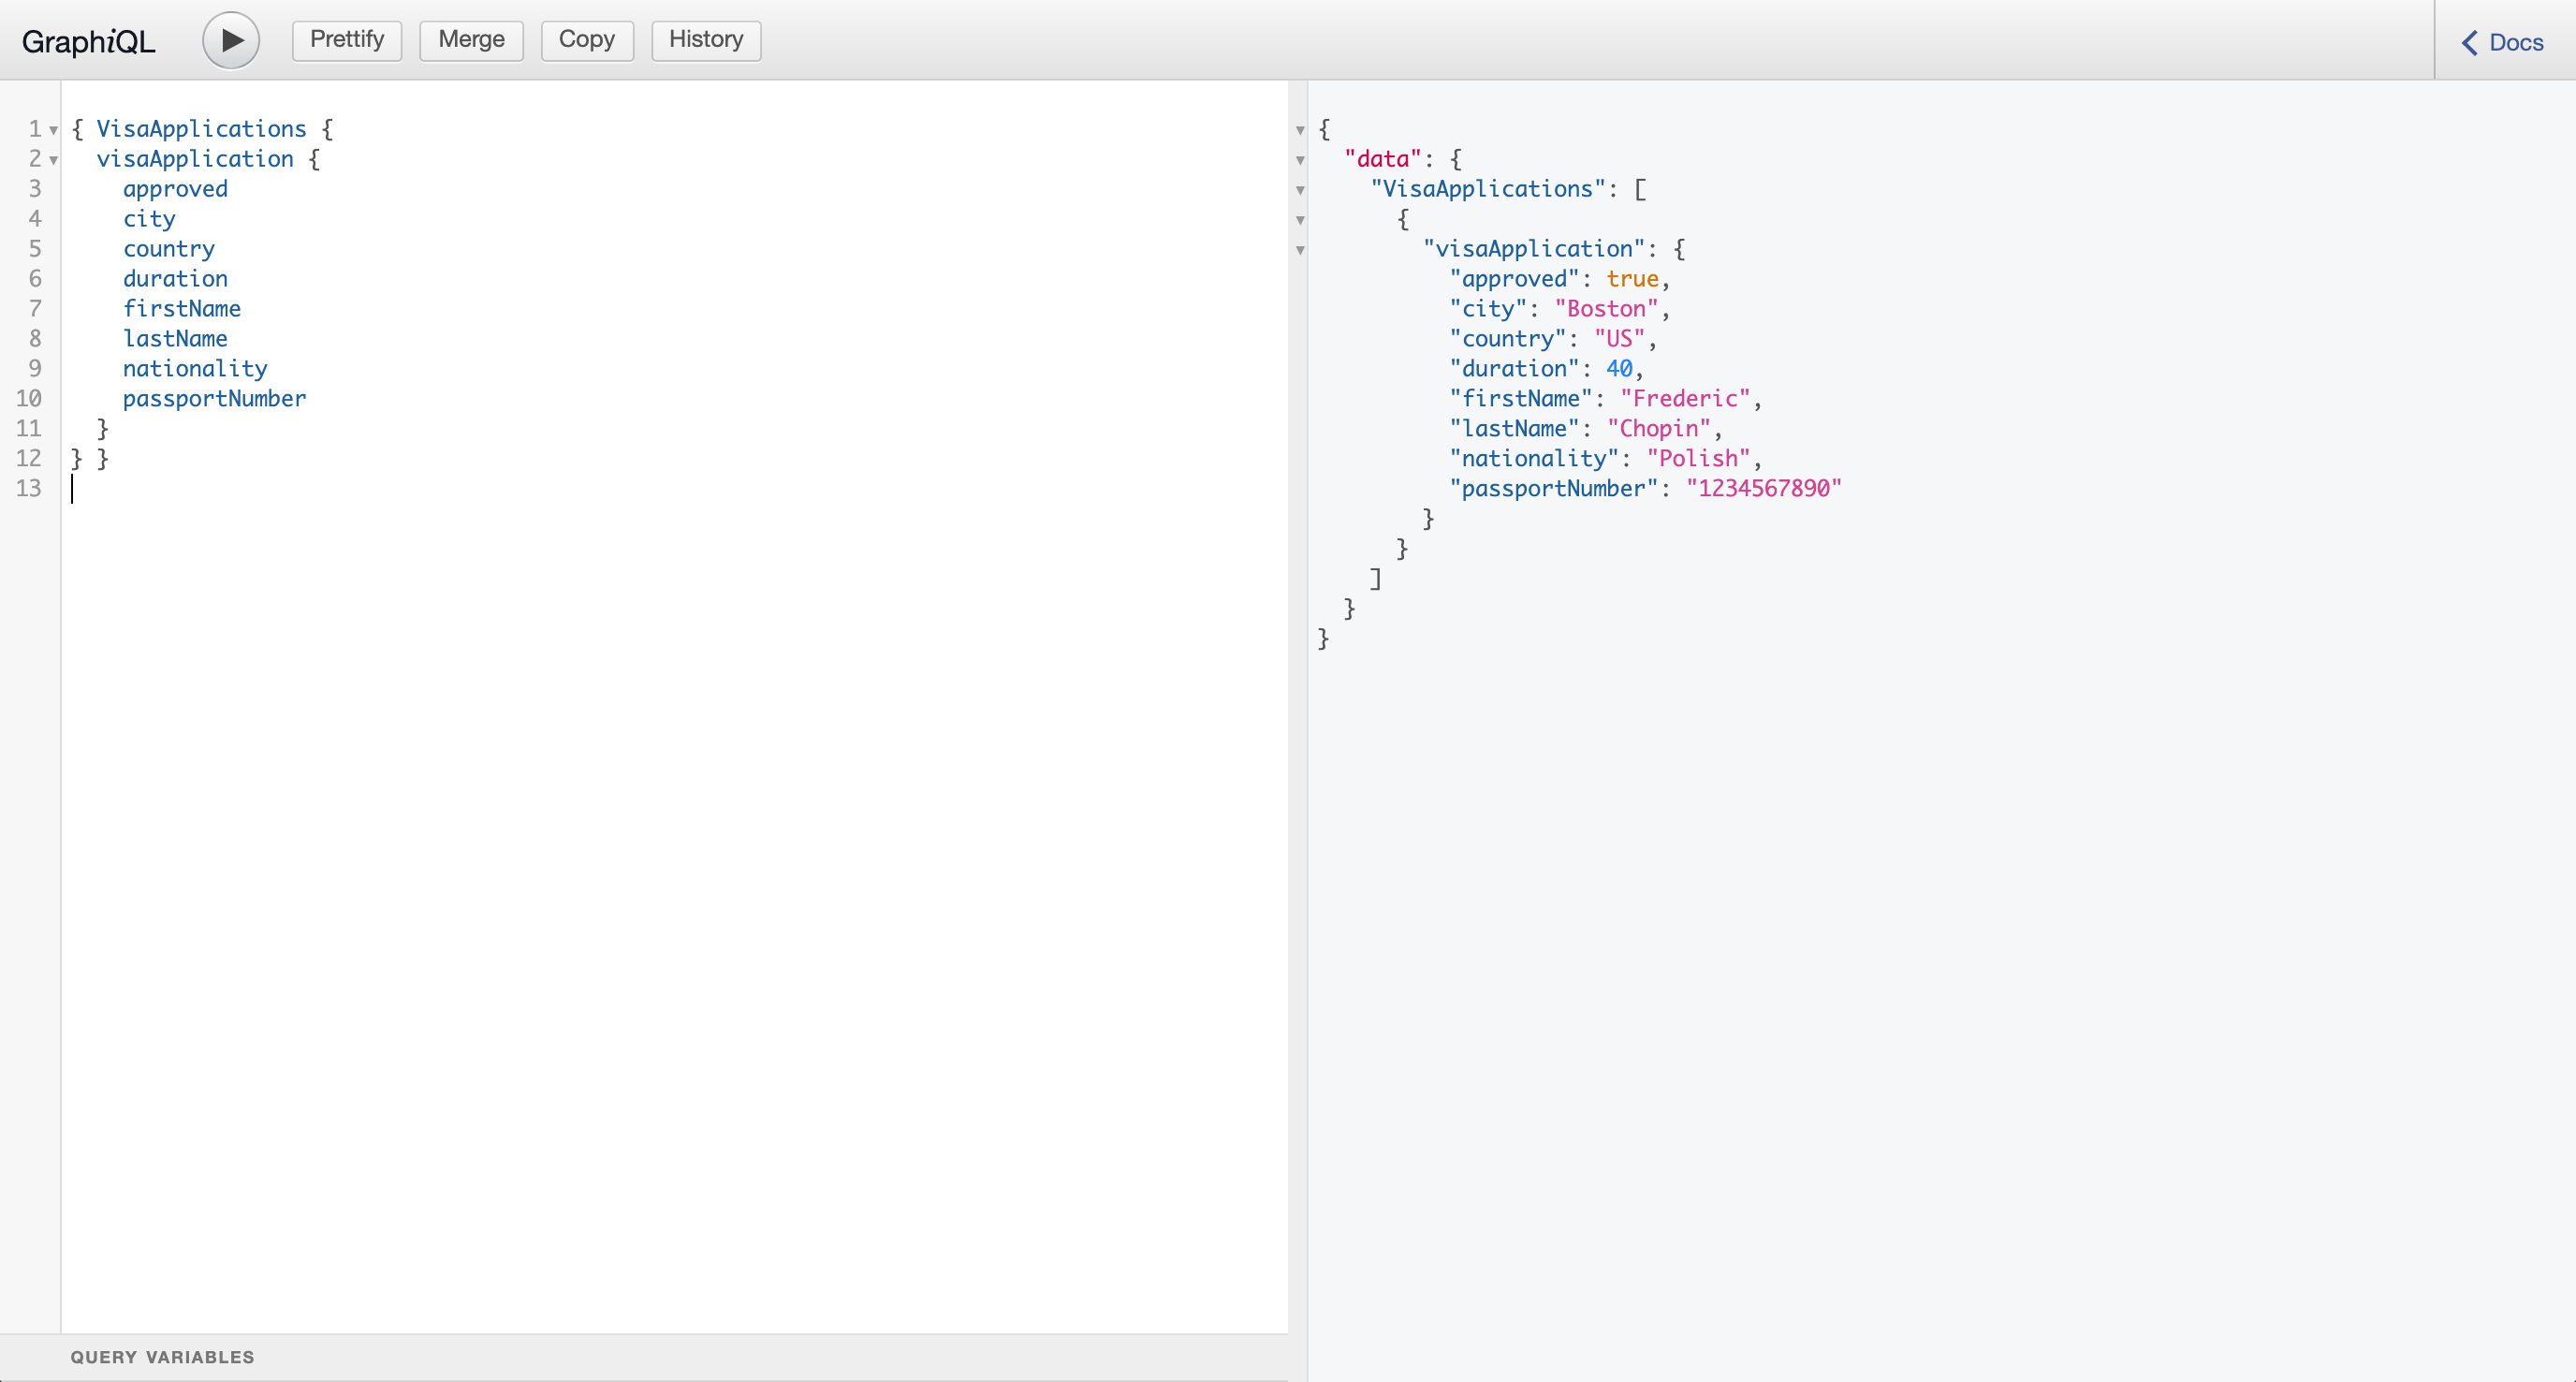 GraphiQL Prettify Merge Copy History Docs
1 { VisaApplications {
2   visaApplication {
3     approved
4     city
5     country
6     duration
7     firstName
8     lastName
9     nationality
10     passportNumber
11   }
12 } }
13
QUERY VARIABLES
{
  "data": {
    "VisaApplications": [
      {
        "visaApplication": {
          "approved": true,
          "city": "Boston",
          "country": "US",
          "duration": 40,
          "firstName": "Frederic",
          "lastName": "Chopin",
          "nationality": "Polish",
          "passportNumber": "1234567890"
        }
      }
    ]
  }
}